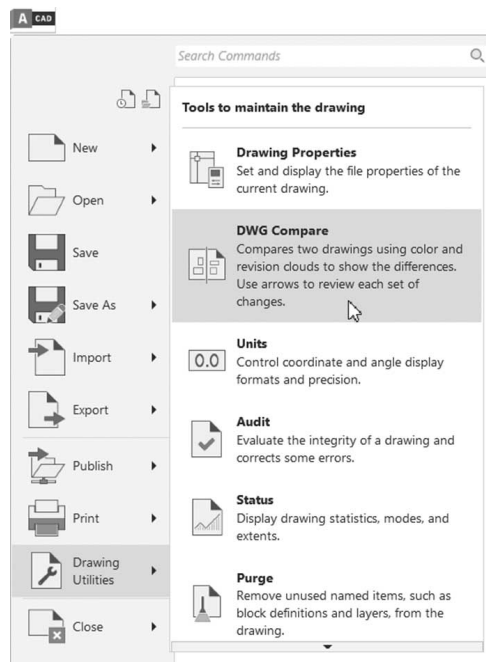 A CAD
Search Commands
Tools to maintain the drawing
New
Open
Save
Save As
Import
Export
Publish
Print
Drawing
Utilities
Close
Drawing Properties
Set and display the file properties of the
current drawing.
DWG Compare
Compares two drawings using color and
revision clouds to show the differences.
Use arrows to review each set of
changes.
0.0
Units
Control coordinate and angle display
formats and precision.
Audit
Evaluate the integrity of a drawing and
corrects some errors.
Status
Display drawing statistics, modes, and
extents.
Purge
Remove unused named items, such as
block definitions and layers, from the
drawing.